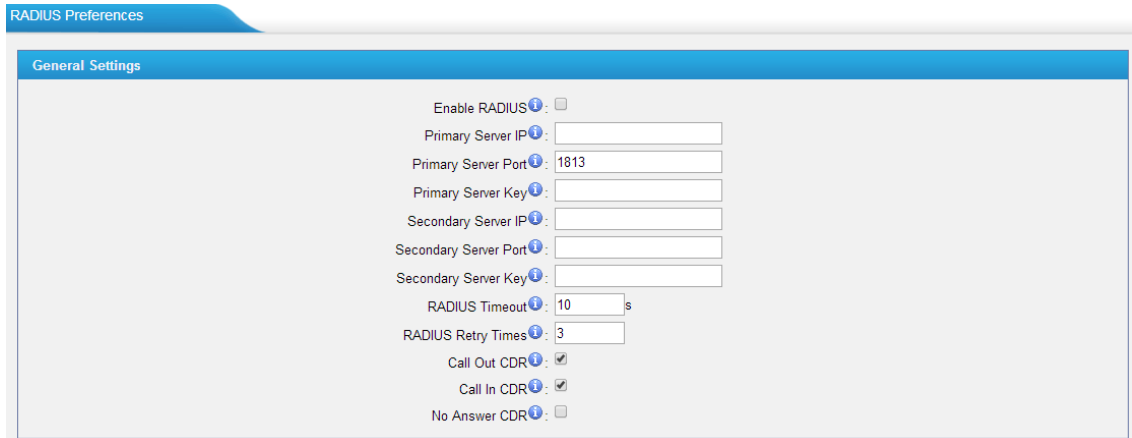 RADIUS Preferences
General Settings
Enable RADIUS :
Primary Server IP :
Primary Server Port : 1813
Primary Server Key :
Secondary Server IP :
Secondary Server Port :
Secondary Server Key :
RADIUS Timeout : 10 s
RADIUS Retry Times : 3
Call Out CDR :
Call In CDR :
No Answer CDR :